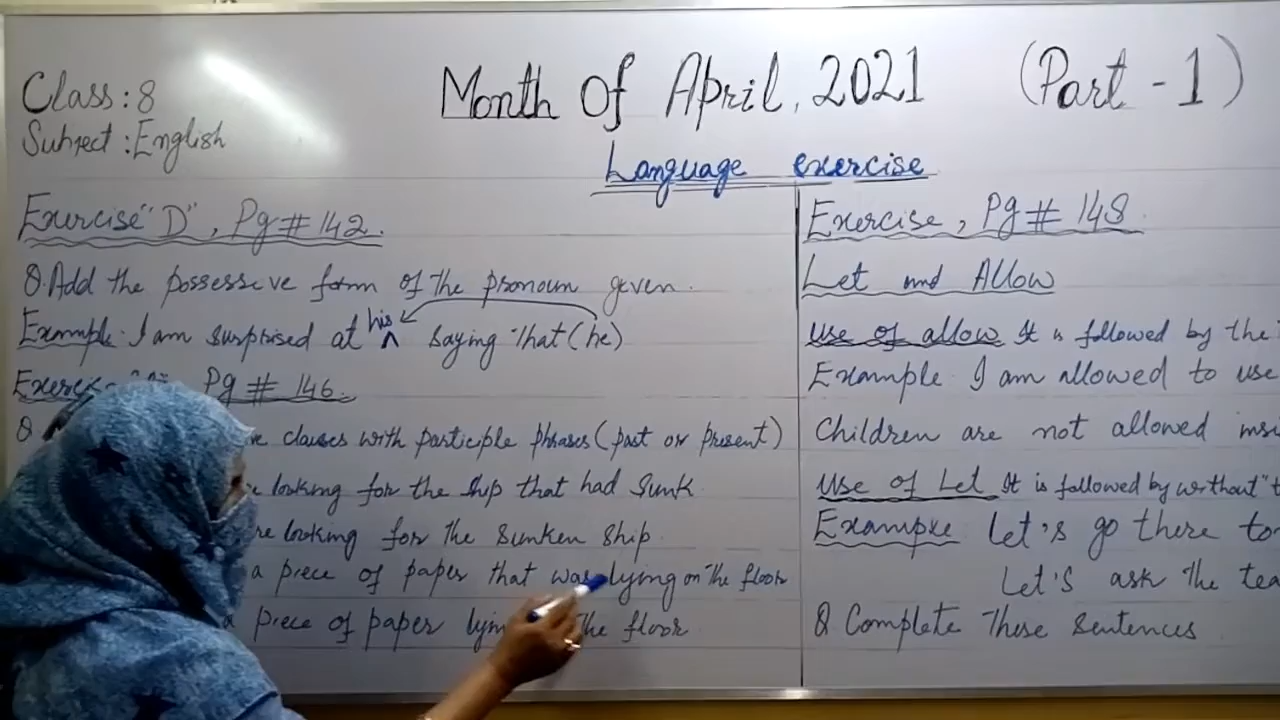 Class: 8
Subject: English
Month Of April, 2021 (Part - 1)
Language exercise
Exercise "D", Pg # 142.
Q. Add the possessive form of the pronoun given.
Example. I am surprised at his ^ saying that (he)
Exercise Pg # 146.
Q clauses with participle phrases (past or present)
looking for the ship that had sunk
looking for the sunken ship.
a piece of paper that was lying on the floor
piece of paper the floor
Exercise, Pg # 148.
Let and Allow
Use of allow It is followed by the
Example. I am allowed to use
Children are not allowed
Use of Let It is followed by without
Example Let's go there
Let's ask the
Q Complete these sentences